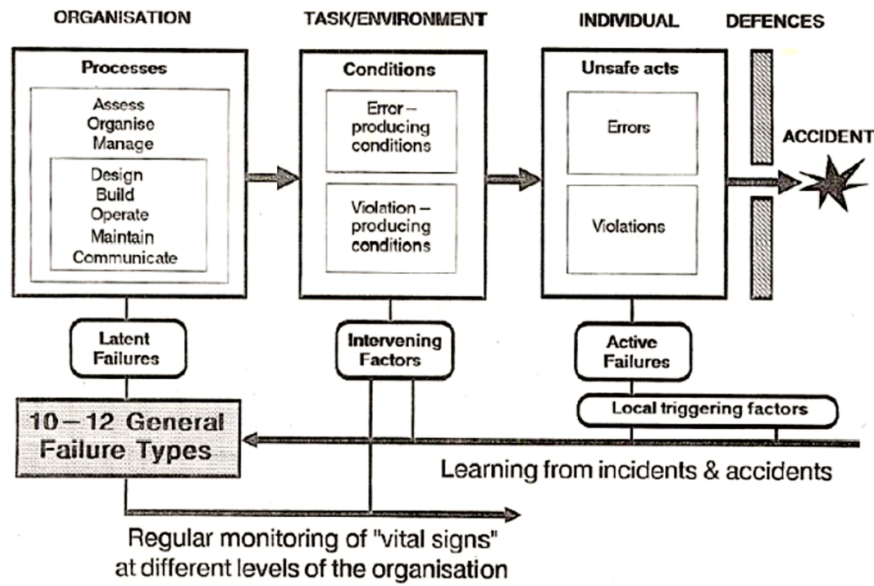 ORGANISATION
TASK/ENVIRONMENT
INDIVIDUAL
DEFENCES
Processes
Assess
Organise
Manage
Design
Build
Operate
Maintain
Communicate
Conditions
Error –
producing
conditions
Violation –
producing
conditions
Unsafe acts
Errors
Violations
ACCIDENT
Latent
Failures
Intervening
Factors
Active
Failures
Local triggering factors
10–12 General
Failure Types
Learning from incidents & accidents
Regular monitoring of "vital signs"
at different levels of the organisation